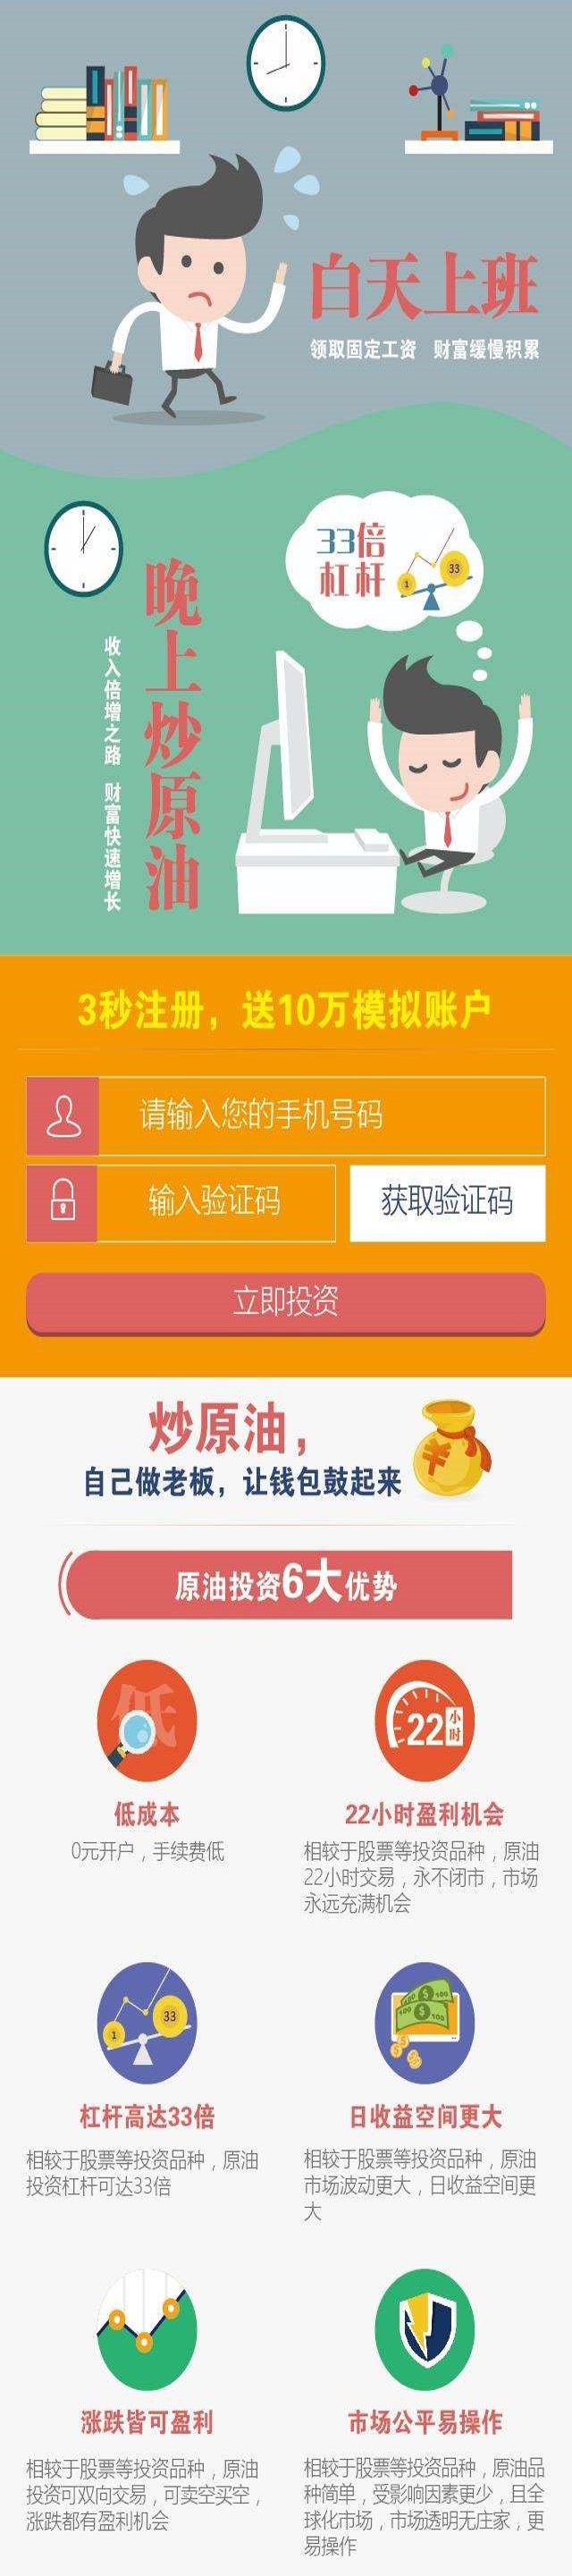 白天上班
领取固定工资 财富缓慢积累
33倍
杠杆
1
33
晚上炒原油
收入倍增之路 财富快速增长
3秒注册，送10万模拟账户
请输入您的手机号码
输入验证码
获取验证码
立即投资
炒原油，
自己做老板，让钱包鼓起来
¥
原油投资6大优势
低
22小时
低成本
0元开户，手续费低
22小时盈利机会
相较于股票等投资品种，原油
22小时交易，永不闭市，市场
永远充满机会
1
33
100 $ 100
$ 100
$
$
杠杆高达33倍
相较于股票等投资品种，原油
投资杠杆可达33倍
日收益空间更大
相较于股票等投资品种，原油
市场波动更大，日收益空间更
大
涨跌皆可盈利
相较于股票等投资品种，原油
投资可双向交易，可卖空买空，
涨跌都有盈利机会
市场公平易操作
相较于股票等投资品种，原油品
种简单，受影响因素更少，且全
球化市场，市场透明无庄家，更
易操作